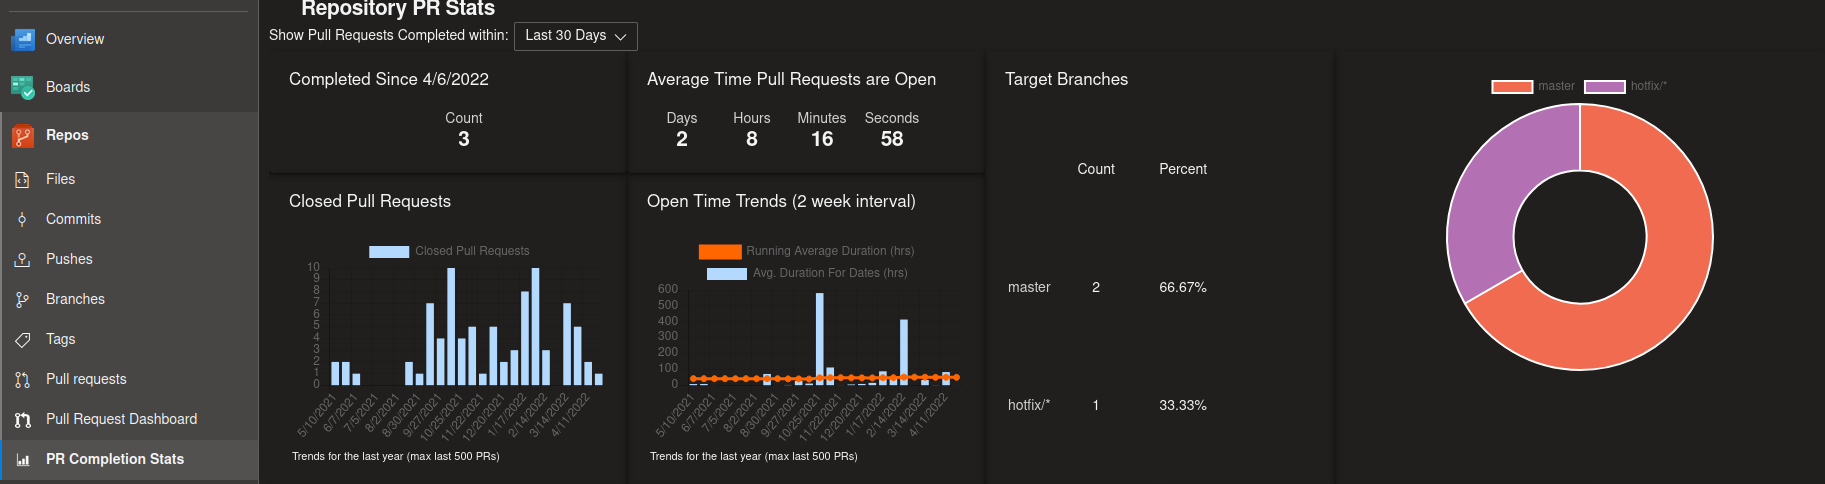 Overview
Boards
Repos
Files
Commits
Pushes
Branches
Tags
Pull requests
Pull Request Dashboard
PR Completion Stats
Repository PR Stats
Show Pull Requests Completed within: Last 30 Days
Completed Since 4/6/2022
Count
3
Average Time Pull Requests are Open
Days Hours Minutes Seconds
2 8 16 58
Closed Pull Requests
Closed Pull Requests
10
9
8
7
6
5
4
3
2
1
0
5/10/2021 6/7/2021 7/5/2021 8/2/2021 8/30/2021 9/27/2021 10/25/2021 11/22/2021 12/20/2021 1/17/2022 2/14/2022 3/14/2022 4/11/2022
Trends for the last year (max last 500 PRs)
Open Time Trends (2 week interval)
Running Average Duration (hrs)
Avg. Duration For Dates (hrs)
600
500
400
300
200
100
0
5/10/2021 6/7/2021 7/5/2021 8/2/2021 8/30/2021 9/27/2021 10/25/2021 11/22/2021 12/20/2021 1/17/2022 2/14/2022 3/14/2022 4/11/2022
Trends for the last year (max last 500 PRs)
Target Branches
Count Percent
master 2 66.67%
hotfix/* 1 33.33%
master hotfix/*